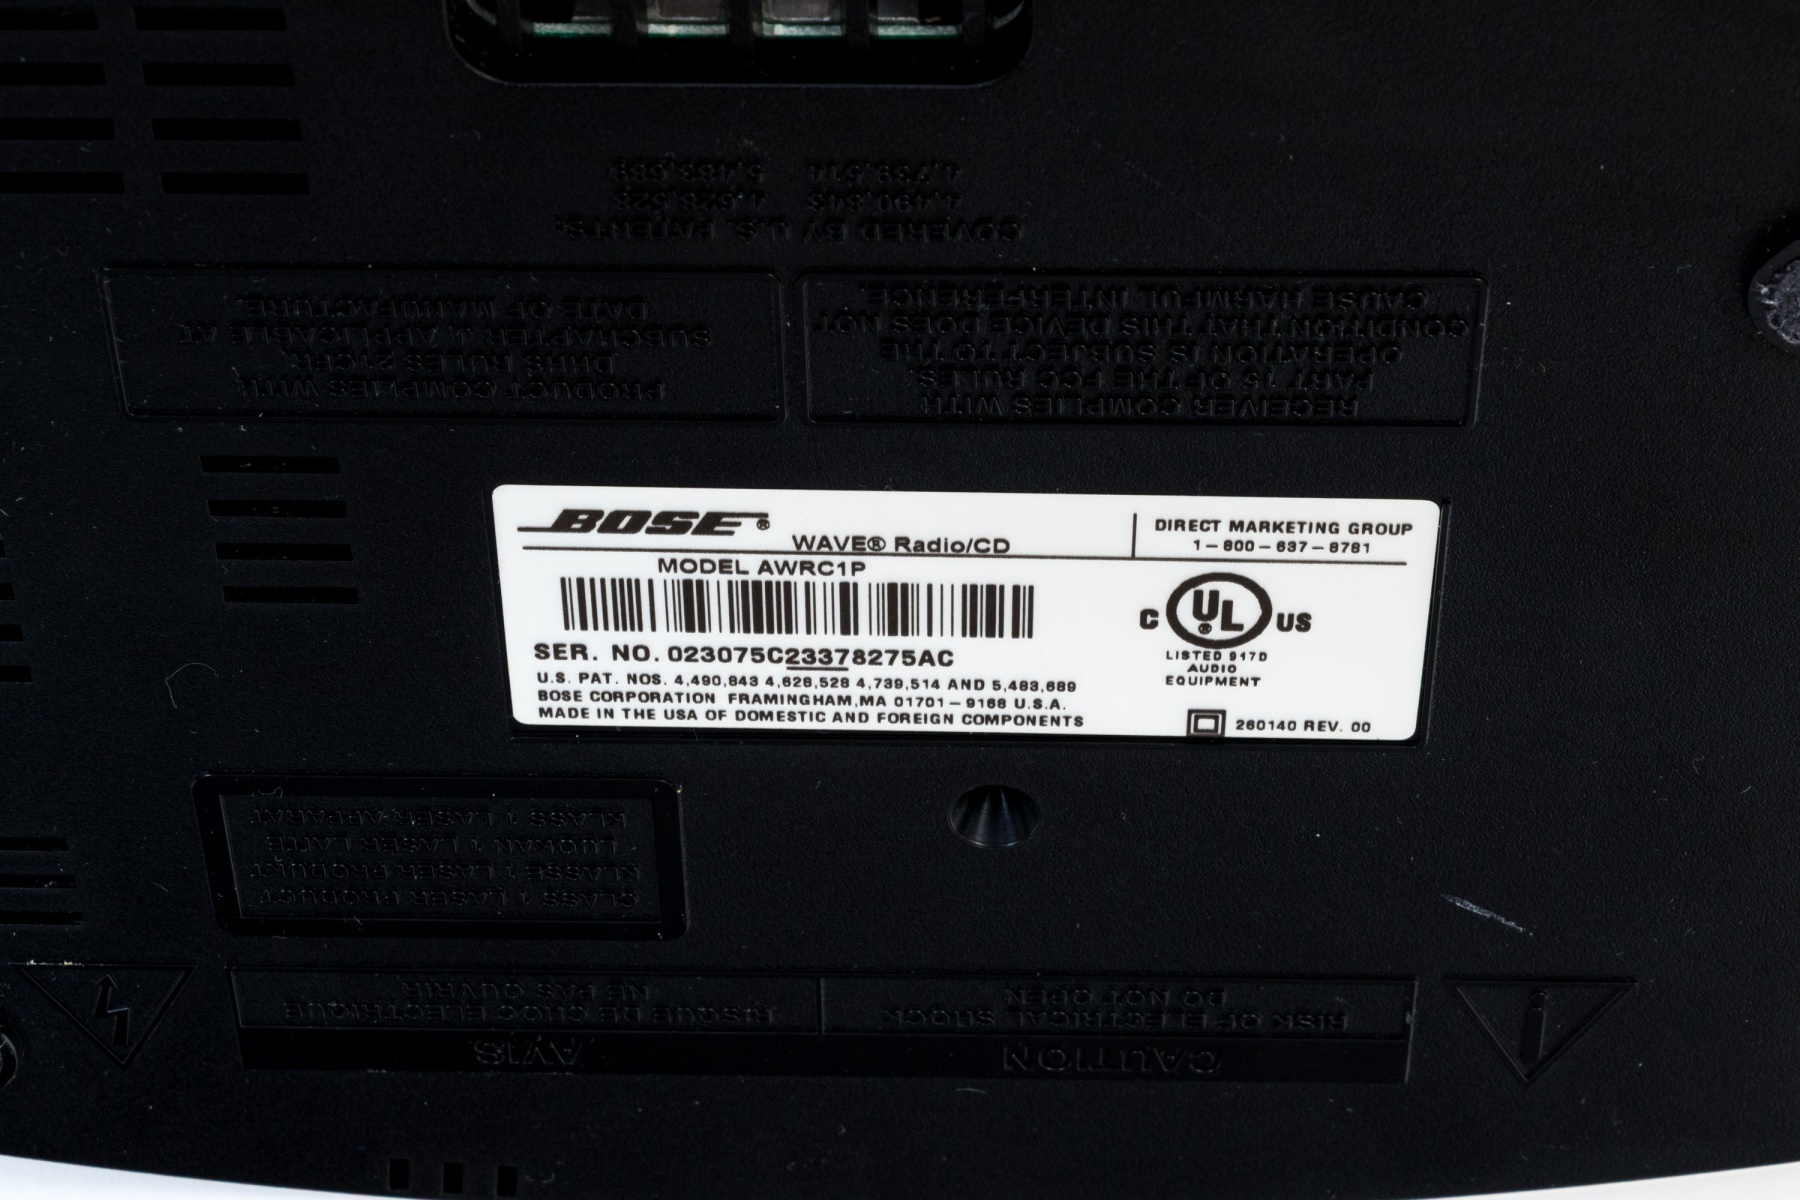 4,739,514 5,483,689
4,490,843 4,628,528
COVERED BY U.S. PATENTS.
PRODUCT COMPLIES WITH
DHHS RULES 21CFR
SUBCHAPTER J, APPLICABLE AT
DATE OF MANUFACTURE.
RECEIVER COMPLIES WITH
PART 15 OF THE FCC RULES.
OPERATION IS SUBJECT TO THE
CONDITION THAT THIS DEVICE DOES NOT
CAUSE HARMFUL INTERFERENCE.
BOSE®
WAVE® Radio/CD
DIRECT MARKETING GROUP
1-800-637-8781
MODEL AWRC1P
SER. NO. 023075C23378275AC
U.S. PAT. NOS. 4,490,843 4,628,528 4,739,514 AND 5,483,689
BOSE CORPORATION FRAMINGHAM,MA 01701-9168 U.S.A.
MADE IN THE USA OF DOMESTIC AND FOREIGN COMPONENTS
C UL® US
LISTED 917D
AUDIO
EQUIPMENT
260140 REV. 00
CLASS 1 LASER PRODUCT
KLASSE 1 LASER PRODUKT
LUOKAN 1 LASER LAITE
KLASS 1 LASER APPARAT
CAUTION
RISK OF ELECTRICAL SHOCK
DO NOT OPEN
AVIS
RISQUE DE CHOC ELECTRIQUE
NE PAS OUVRIR